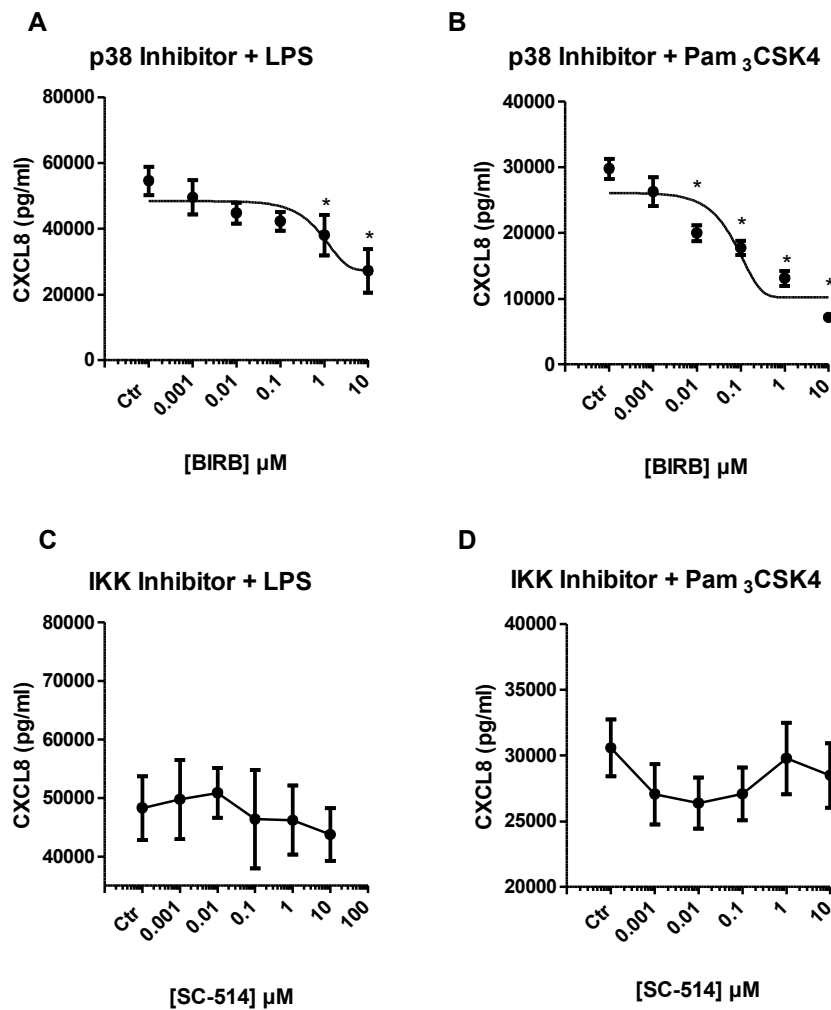 A
p38 Inhibitor + LPS
80000
60000
40000
20000
0
CXCL8 (pg/ml)
*
*
Ctr
0.001
0.01
0.1
1
10
[BIRB] µM
B
p38 Inhibitor + Pam 3CSK4
40000
30000
20000
10000
0
CXCL8 (pg/ml)
*
*
*
*
Ctr
0.001
0.01
0.1
1
10
[BIRB] µM
C
IKK Inhibitor + LPS
80000
70000
60000
50000
40000
CXCL8 (pg/ml)
Ctr
0.001
0.01
0.1
1
10
100
[SC-514] µM
D
IKK Inhibitor + Pam 3CSK4
40000
35000
30000
25000
20000
CXCL8 (pg/ml)
Ctr
0.001
0.01
0.1
1
10
[SC-514] µM